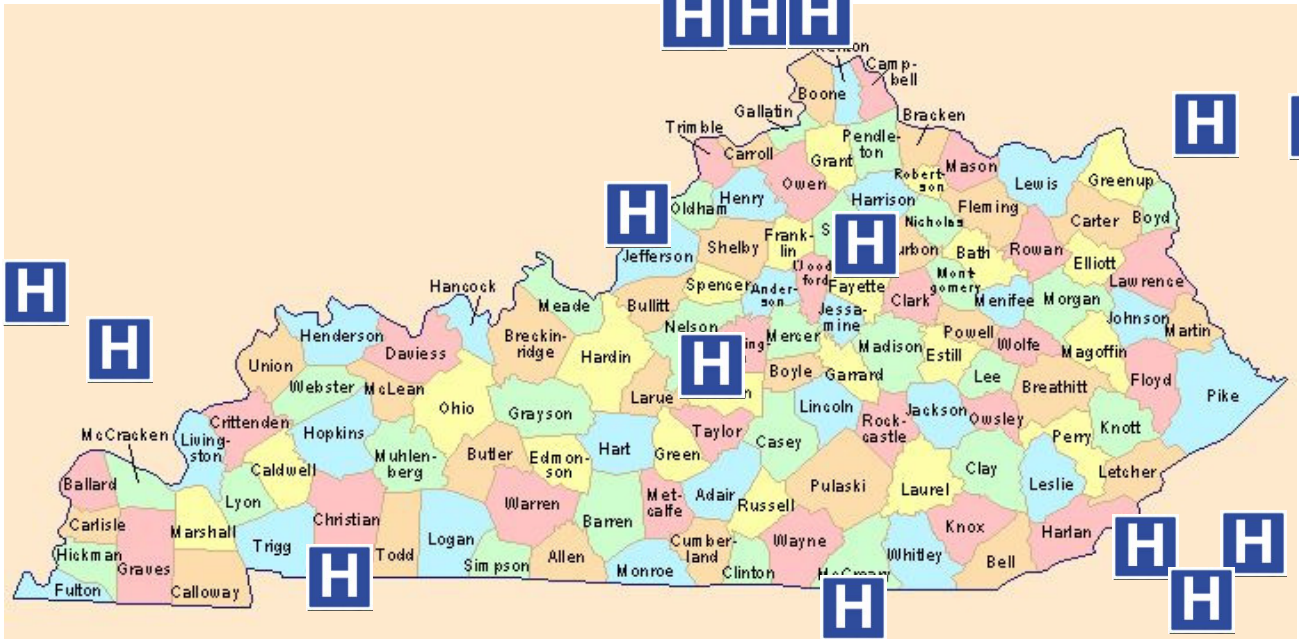 H
H
H
Camp-
bell
Boone
Gallatin
Bracken
Trimble
Pendle-
ton
Carroll
Grant
Mason
H
Robert-
son
Lewis
Greenup
Owen
Henry
Harrison
Oldham
H
Fleming
Nicholas
Carter
Boyd
Frank-
lin
S
H
Shelby
Bath
Rowan
Elliott
Jefferson
Lawrence
Spencer
Ander-
son
Fayette
Mont-
gomery
H
Hancock
Clark
Menifee
Morgan
Meade
Bullitt
Jessa-
mine
Johnson
Martin
Nelson
Mercer
Powell
Henderson
Breckin-
ridge
Madison
Wolfe
H
Daviess
Hardin
H
Estill
Magoffin
Union
Boyle
Garrard
Lee
Floyd
Webster
McLean
Larue
Breathitt
Pike
Ohio
Grayson
Lincoln
Jackson
Owsley
Crittenden
Rock-
castle
Knott
McCracken
Living-
ston
Hopkins
Taylor
Casey
Perry
Muhlen-
berg
Butler
Edmon-
son
Hart
Green
Caldwell
Clay
Letcher
Ballard
Pulaski
Laurel
Leslie
Lyon
Warren
Met-
calfe
Adair
Russell
Carlisle
Marshall
Christian
Barren
Knox
Harlan
Trigg
Logan
Cumber-
land
Wayne
H
H
Hickman
Todd
Allen
Whitley
Graves
Simpson
Monroe
Clinton
McCreary
Bell
Fulton
Calloway
H
H
H